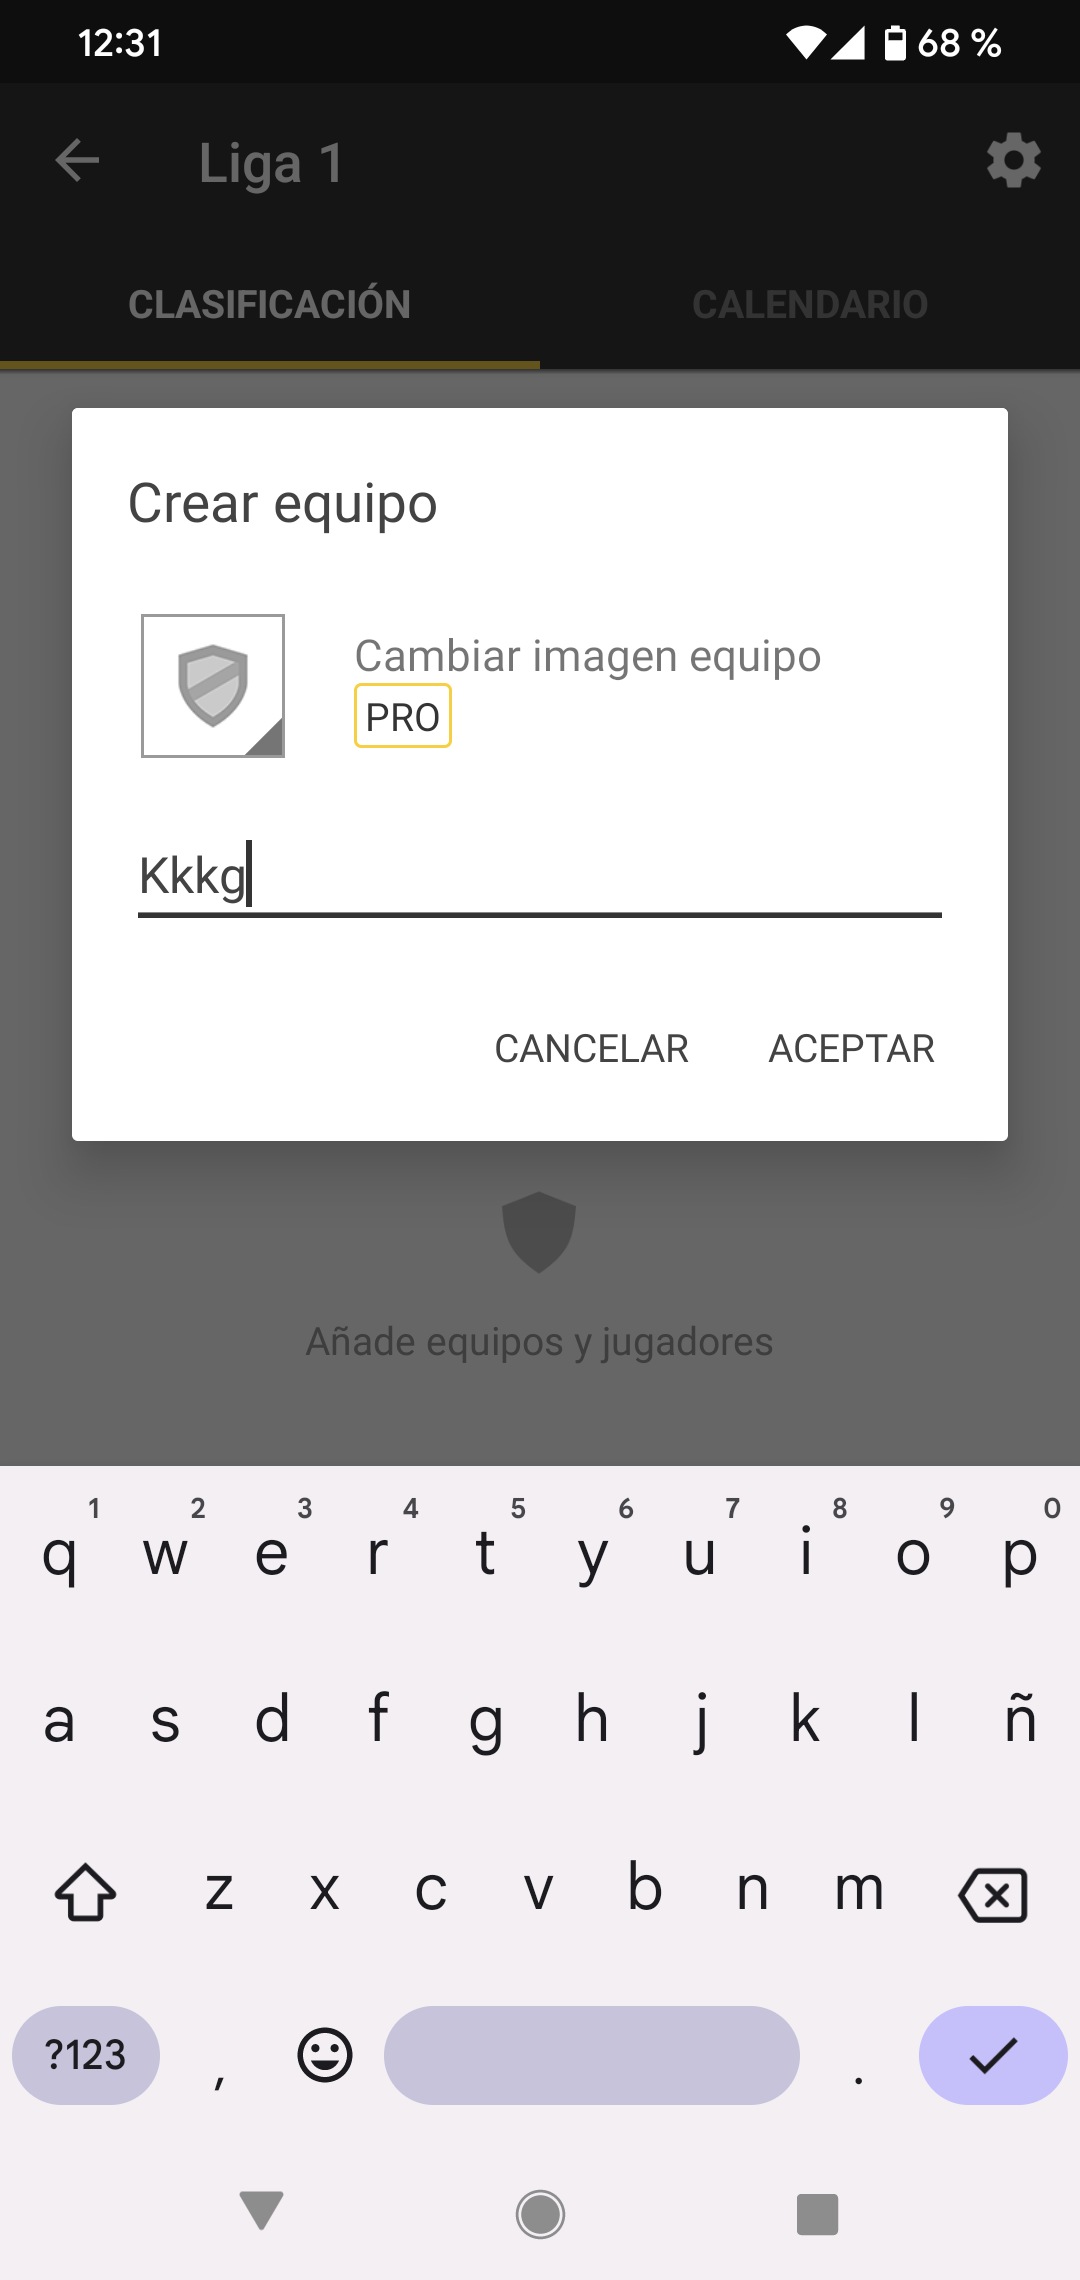 12:31
68 %
Liga 1
CLASIFICACIÓN
CALENDARIO
Crear equipo
Cambiar imagen equipo
PRO
Kkkg
CANCELAR
ACEPTAR
Añade equipos y jugadores
1 2 3 4 5 6 7 8 9 0
q w e r t y u i o p
a s d f g h j k l ñ
z x c v b n m
?123 , .